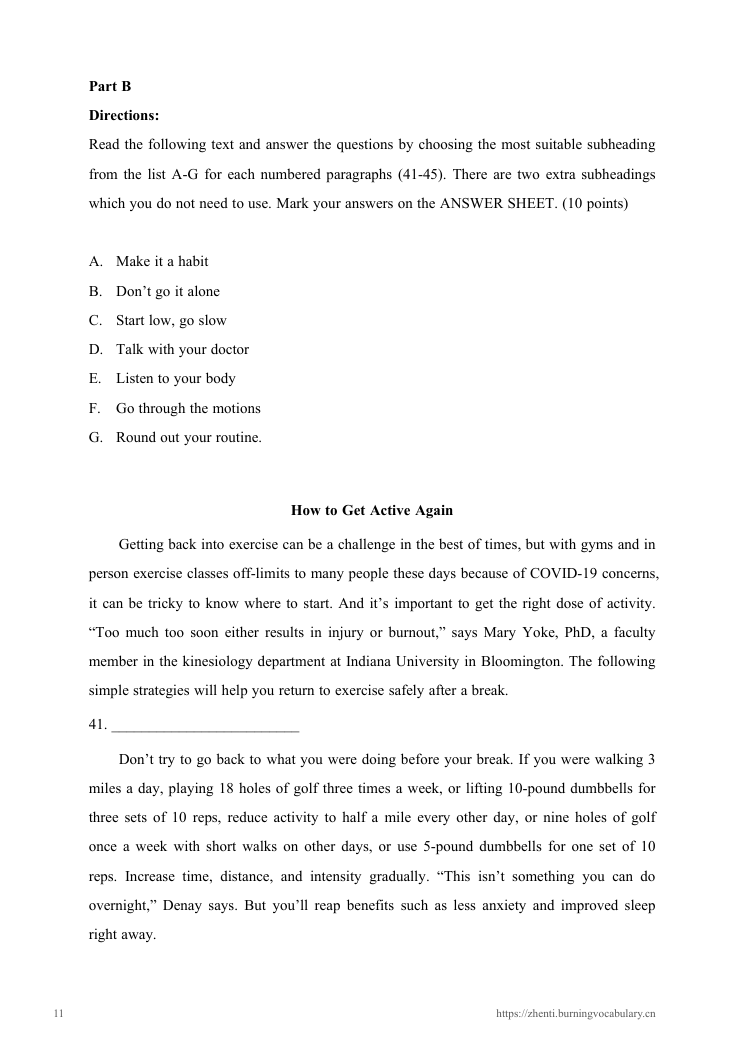 Part B
Directions:
Read the following text and answer the questions by choosing the most suitable subheading
from the list A-G for each numbered paragraphs (41-45). There are two extra subheadings
which you do not need to use. Mark your answers on the ANSWER SHEET. (10 points)
A. Make it a habit
B. Don’t go it alone
C. Start low, go slow
D. Talk with your doctor
E. Listen to your body
F. Go through the motions
G. Round out your routine.
How to Get Active Again
Getting back into exercise can be a challenge in the best of times, but with gyms and in
person exercise classes off-limits to many people these days because of COVID-19 concerns,
it can be tricky to know where to start. And it’s important to get the right dose of activity.
“Too much too soon either results in injury or burnout,” says Mary Yoke, PhD, a faculty
member in the kinesiology department at Indiana University in Bloomington. The following
simple strategies will help you return to exercise safely after a break.
41. _________________________
Don’t try to go back to what you were doing before your break. If you were walking 3
miles a day, playing 18 holes of golf three times a week, or lifting 10-pound dumbbells for
three sets of 10 reps, reduce activity to half a mile every other day, or nine holes of golf
once a week with short walks on other days, or use 5-pound dumbbells for one set of 10
reps. Increase time, distance, and intensity gradually. “This isn’t something you can do
overnight,” Denay says. But you’ll reap benefits such as less anxiety and improved sleep
right away.
11 https://zhenti.burningvocabulary.cn